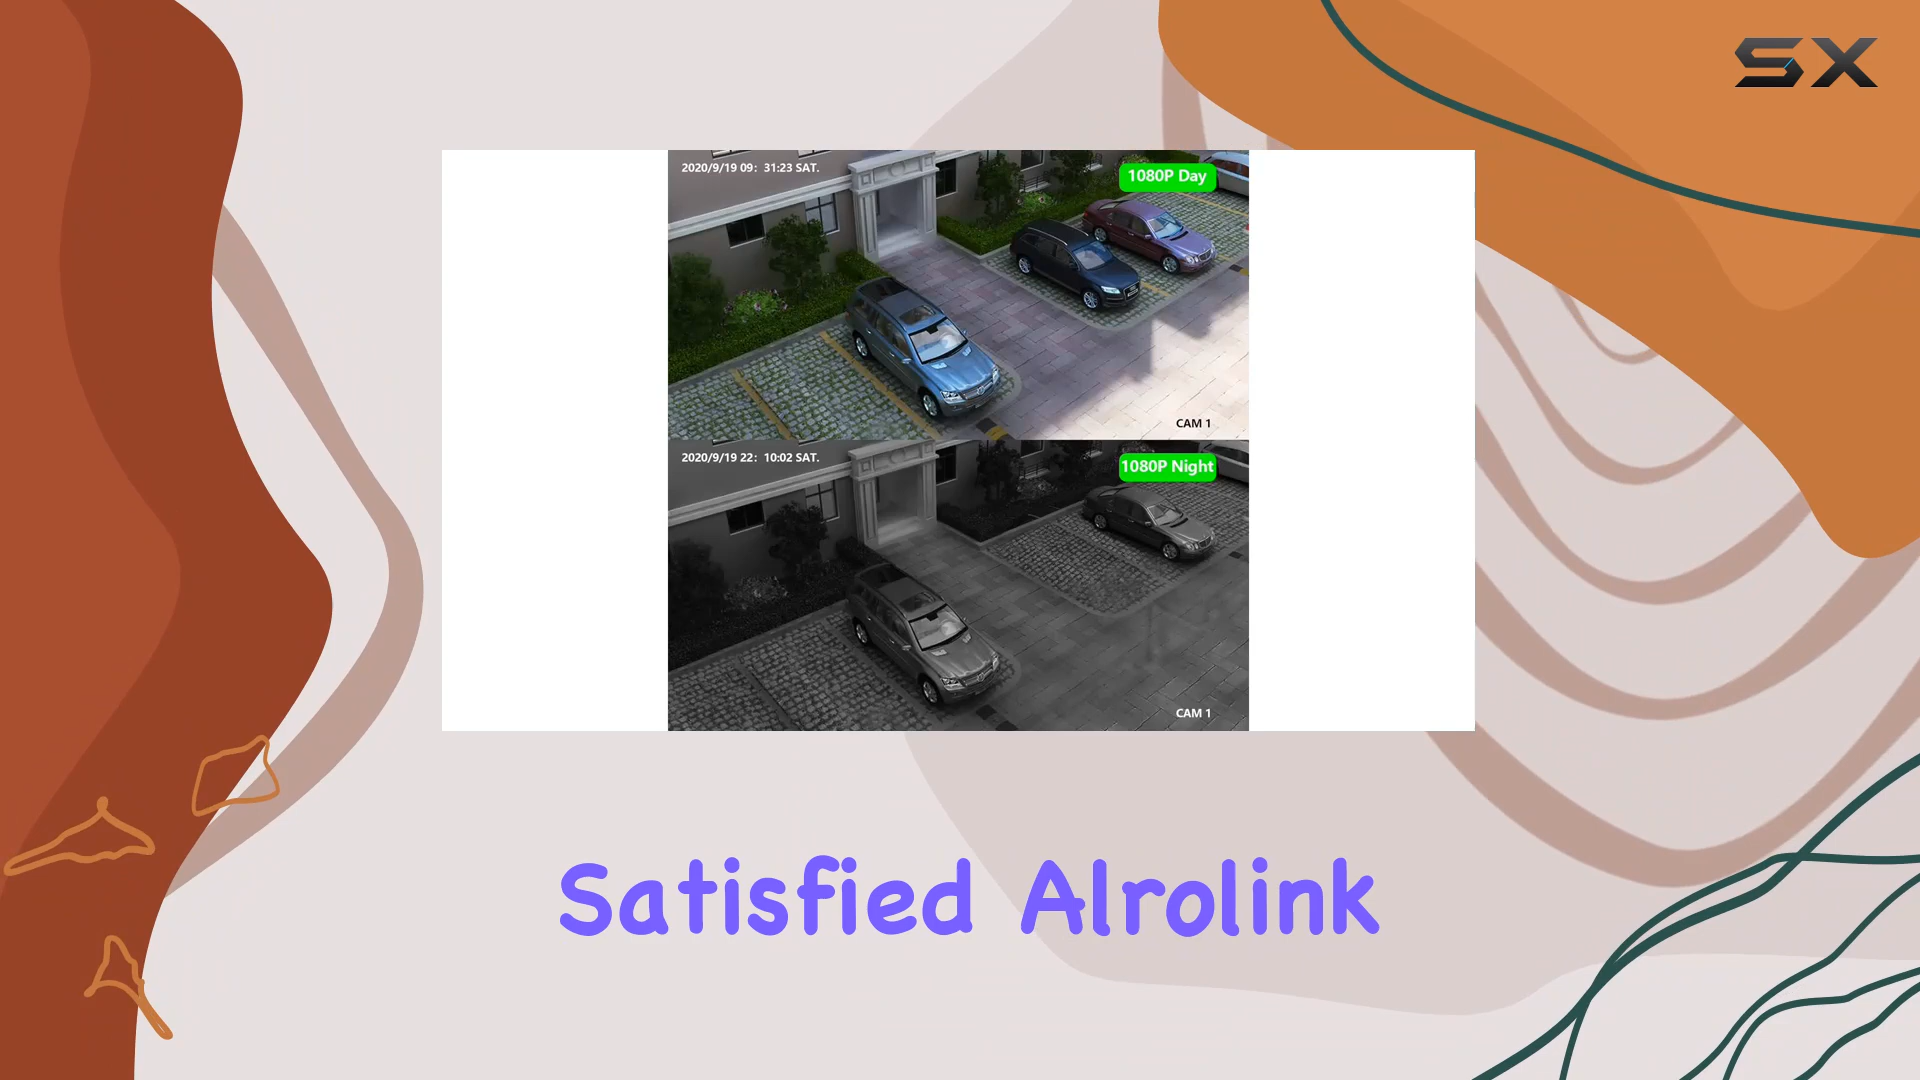 SX
2020/9/19 09: 31:23 SAT.
1080P Day
CAM 1
2020/9/19 22: 10:02 SAT.
1080P Night
CAM 1
Satisfied Alrolink